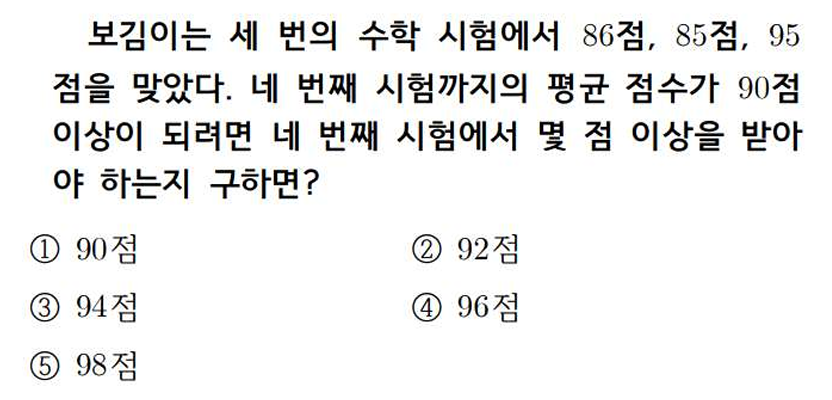 보김이는 세 번의 수학 시험에서 86점, 85점, 95
점을 맞았다. 네 번째 시험까지의 평균 점수가 90점
이상이 되려면 네 번째 시험에서 몇 점 이상을 받아
야 하는지 구하면?
① 90점 ② 92점
③ 94점 ④ 96점
⑤ 98점